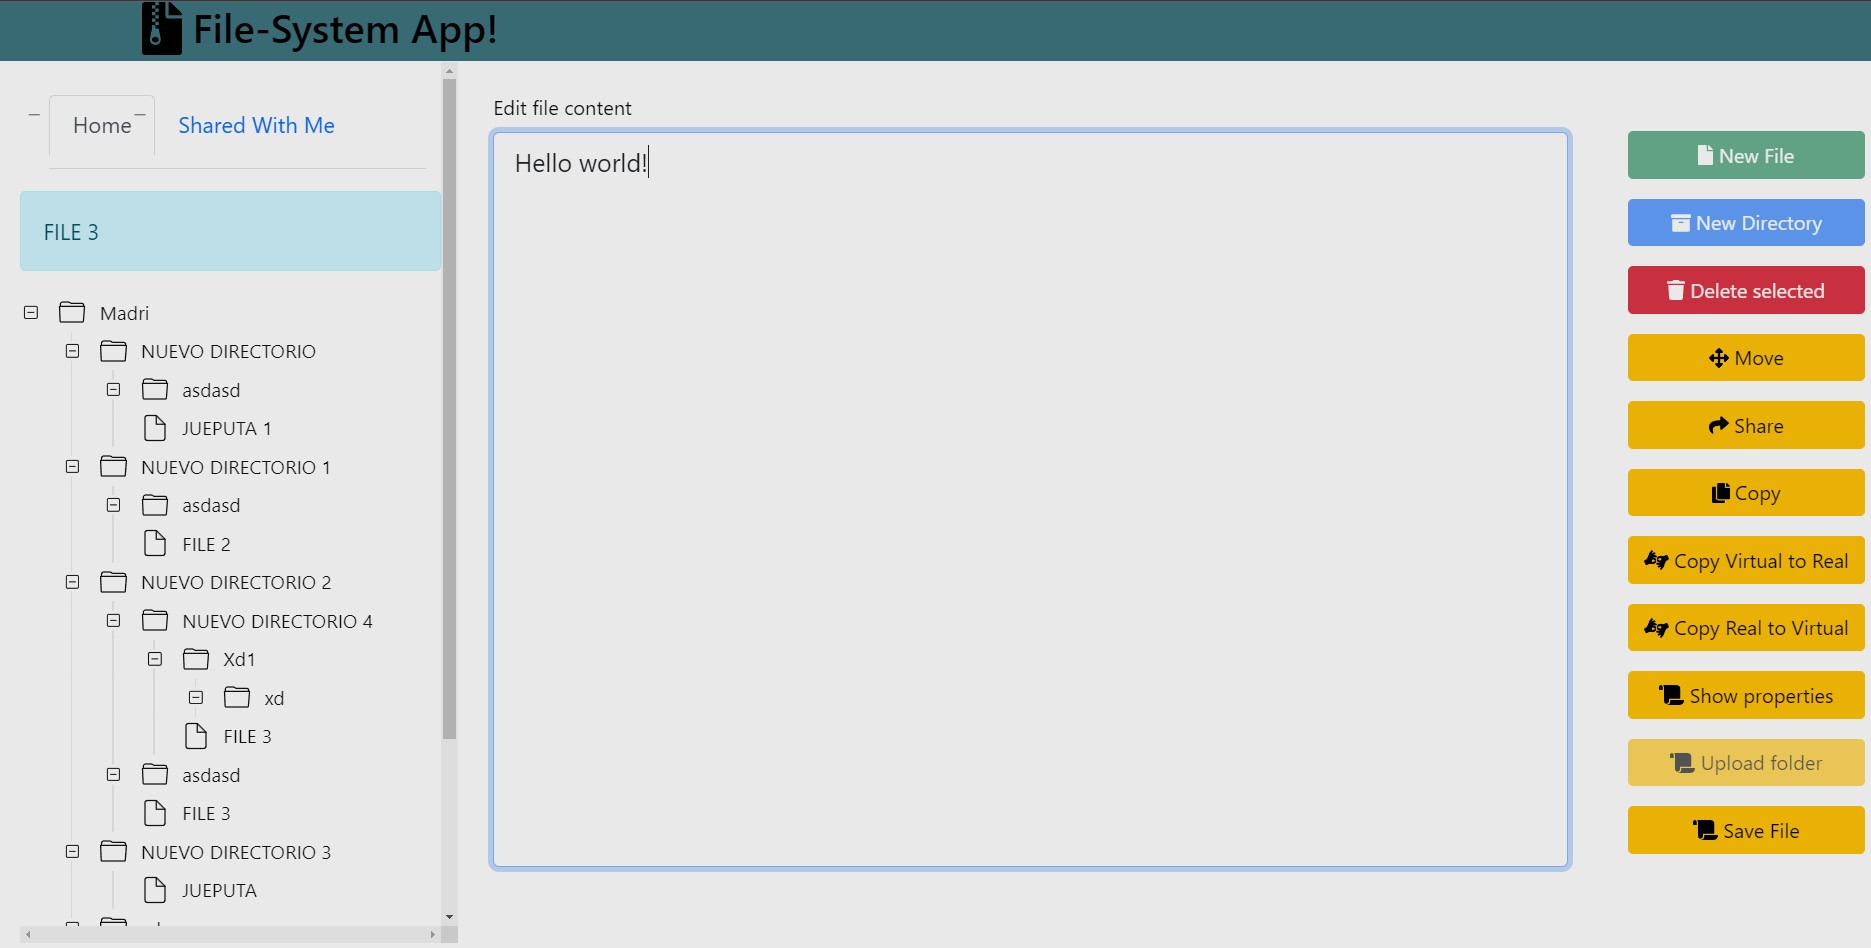 File-System App!
Home
Shared With Me
FILE 3
Madri
NUEVO DIRECTORIO
asdasd
JUEPUTA 1
NUEVO DIRECTORIO 1
asdasd
FILE 2
NUEVO DIRECTORIO 2
NUEVO DIRECTORIO 4
Xd1
xd
FILE 3
asdasd
FILE 3
NUEVO DIRECTORIO 3
JUEPUTA
Edit file content
Hello world!
New File
New Directory
Delete selected
Move
Share
Copy
Copy Virtual to Real
Copy Real to Virtual
Show properties
Upload folder
Save File